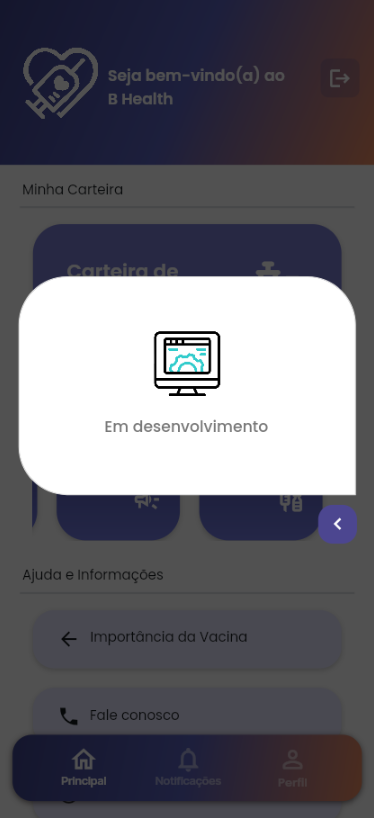 Seja bem-vindo(a) ao
B Health
Minha Carteira
Carteira de
Em desenvolvimento
Ajuda e Informações
Importância da Vacina
Fale conosco
Principal
Notificações
Perfil